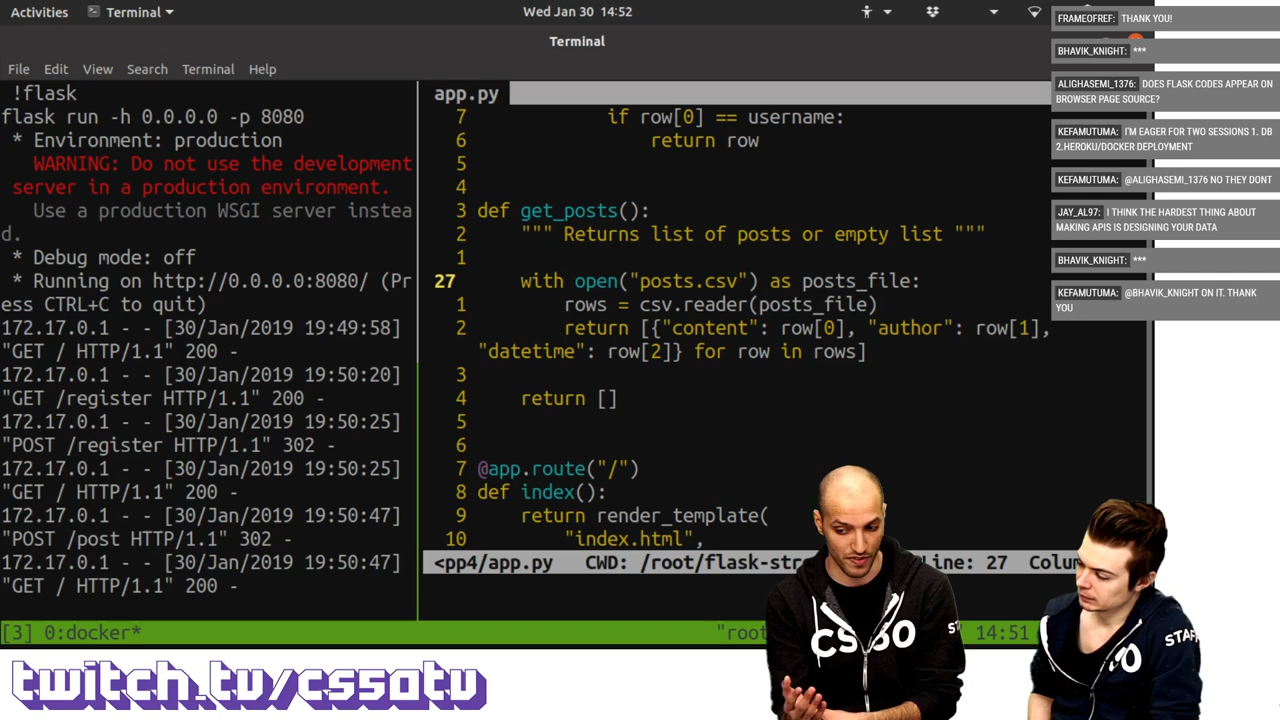 Activities
Terminal
Wed Jan 30 14:52
Terminal
File Edit View Search Terminal Help
!flask
flask run -h 0.0.0.0 -p 8080
* Environment: production
WARNING: Do not use the development
server in a production environment.
Use a production WSGI server instea
d.
* Debug mode: off
* Running on http://0.0.0.0:8080/ (Pr
ess CTRL+C to quit)
172.17.0.1 - - [30/Jan/2019 19:49:58]
"GET / HTTP/1.1" 200 -
172.17.0.1 - - [30/Jan/2019 19:50:20]
"GET /register HTTP/1.1" 200 -
172.17.0.1 - - [30/Jan/2019 19:50:25]
"POST /register HTTP/1.1" 302 -
172.17.0.1 - - [30/Jan/2019 19:50:25]
"GET / HTTP/1.1" 200 -
172.17.0.1 - - [30/Jan/2019 19:50:47]
"POST /post HTTP/1.1" 302 -
172.17.0.1 - - [30/Jan/2019 19:50:47]
"GET / HTTP/1.1" 200 -
app.py
7 if row[0] == username:
6 return row
5
4
3 def get_posts():
2 """ Returns list of posts or empty list """
1
27 with open("posts.csv") as posts_file:
1 rows = csv.reader(posts_file)
2 return [{"content": row[0], "author": row[1],
"datetime": row[2]} for row in rows]
3
4 return []
5
6
7 @app.route("/")
8 def index():
9 return render_template(
10 "index.html",
<pp4/app.py CWD: /root/flask-str Line: 27 Colum
[3] 0:docker* "roo 14:51
FRAMEOFREF: THANK YOU!
BHAVIK_KNIGHT: ***
ALIGHASEMI_1376: DOES FLASK CODES APPEAR ON
BROWSER PAGE SOURCE?
KEFAMUTUMA: I'M EAGER FOR TWO SESSIONS 1. DB
2.HEROKU/DOCKER DEPLOYMENT
KEFAMUTUMA: @ALIGHASEMI_1376 NO THEY DONT
JAY_AL97: I THINK THE HARDEST THING ABOUT
MAKING APIS IS DESIGNING YOUR DATA
BHAVIK_KNIGHT: ***
KEFAMUTUMA: @BHAVIK_KNIGHT ON IT. THANK
YOU
CS50
ST
50
STAFF
twitch.tv/cs50tv